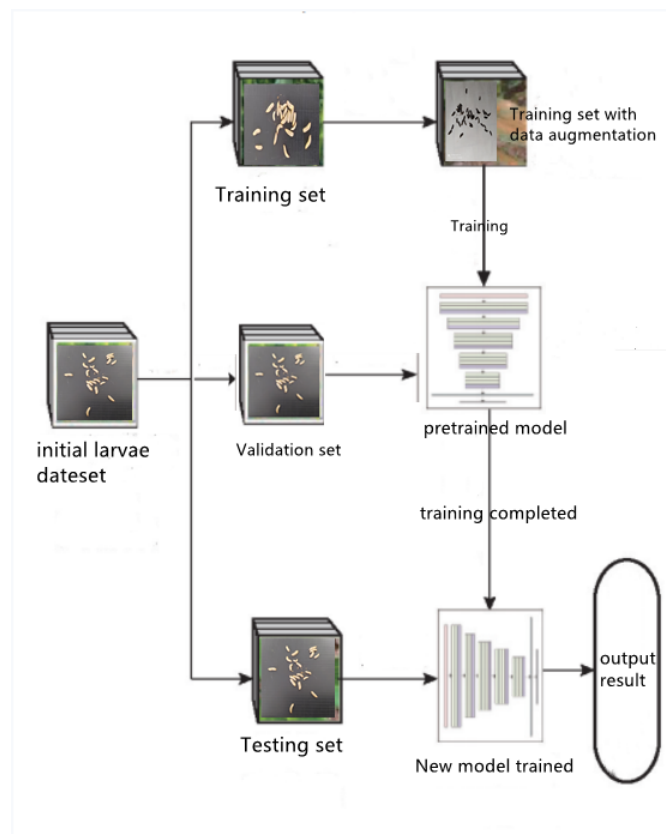 Training set with
data augmentation
Training set
Training
initial larvae
dateset
Validation set
pretrained model
training completed
output
result
Testing set
New model trained